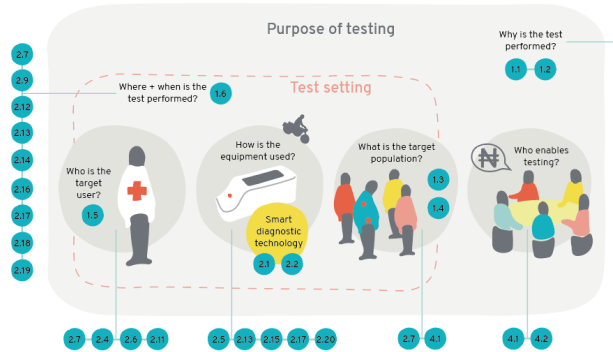 Purpose of testing
Why is the test
performed?
1.1
1.2
2.7
2.9
2.12
2.13
2.14
2.16
2.17
2.18
2.19
Where + when is the
test performed?
1.6
Test setting
Who is the
target
user?
1.5
How is the
equipment used?
Smart
diagnostic
technology
2.1
2.2
What is the target
population?
1.3
1.4
₦
Who enables
testing?
2.7
2.4
2.6
2.11
2.5
2.13
2.15
2.17
2.20
2.7
4.1
4.1
4.2